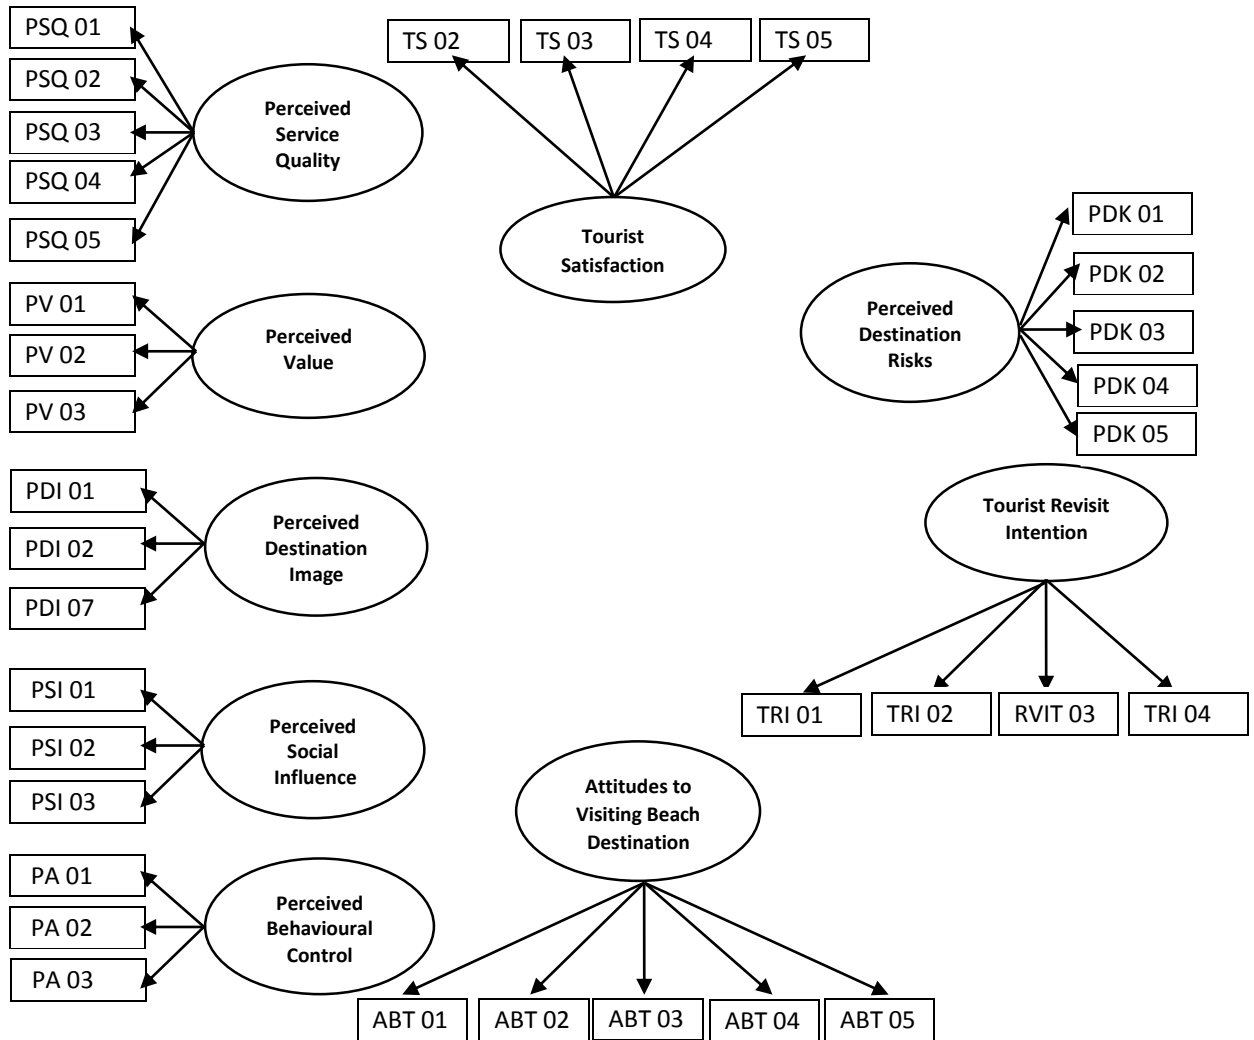 PSQ 01
PSQ 02
PSQ 03
PSQ 04
PSQ 05
Perceived
Service
Quality
TS 02
TS 03
TS 04
TS 05
Tourist
Satisfaction
PDK 01
PDK 02
PDK 03
PDK 04
PDK 05
Perceived
Destination
Risks
PV 01
PV 02
PV 03
Perceived
Value
PDI 01
PDI 02
PDI 07
Perceived
Destination
Image
Tourist Revisit
Intention
TRI 01
TRI 02
RVIT 03
TRI 04
PSI 01
PSI 02
PSI 03
Perceived
Social
Influence
Attitudes to
Visiting Beach
Destination
PA 01
PA 02
PA 03
Perceived
Behavioural
Control
ABT 01
ABT 02
ABT 03
ABT 04
ABT 05